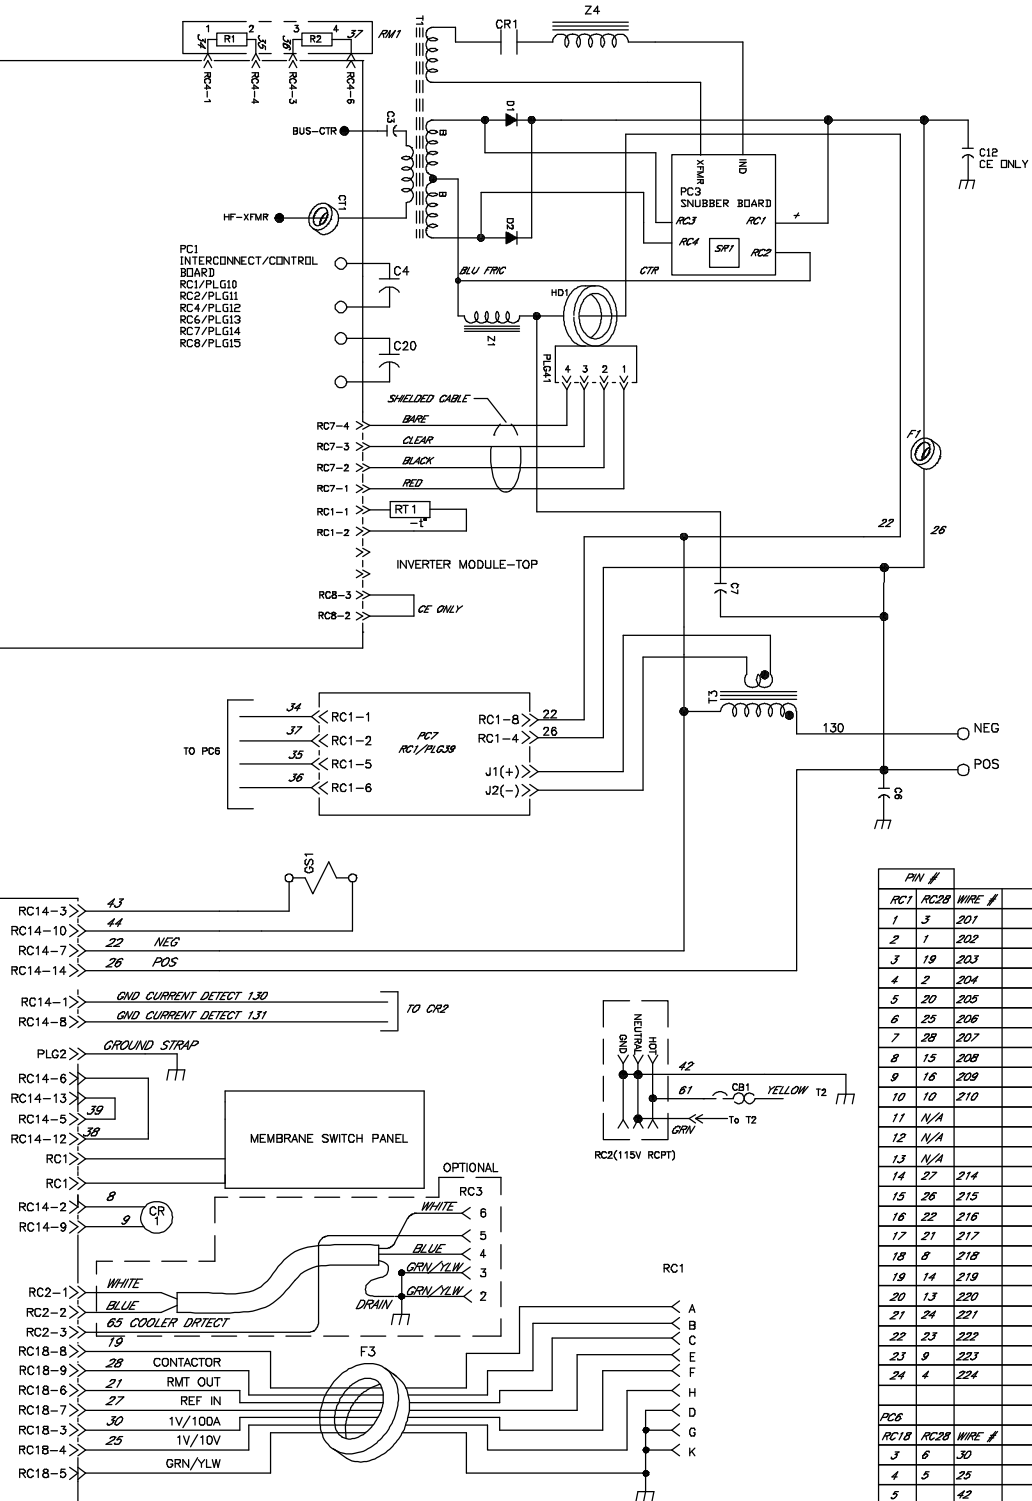 Z4
T1
CR1
1 2 3 4 37
34 R1 35 36 R2
RM1
RC4-1
RC4-4
RC4-3
RC4-6
C3
BUS-CTR
B
D1
XFMR
IND
C12
CE ONLY
PC3
SNUBBER BOARD
CT1
HF-XFMR
B
D2
RC3
RC1
+
RC4
SR1
RC2
PC1
INTERCONNECT/CONTROL
BOARD
RC1/PLG10
RC2/PLG11
RC4/PLG12
RC6/PLG13
RC7/PLG14
RC8/PLG15
C4
C20
BLU FRIC
CTR
HD1
Z1
PLG41
4 3 2 1
SHIELDED CABLE
RC7-4 BARE
RC7-3 CLEAR
RC7-2 BLACK
RC7-1 RED
RC1-1 RT1
-t°
RC1-2
F1
22
26
INVERTER MODULE-TOP
RC8-3
CE ONLY
RC8-2
C7
T3
TO PC6
34 RC1-1
37 RC1-2
35 RC1-5
36 RC1-6
PC7
RC1/PLG39
RC1-8 22
RC1-4 26
J1(+)
J2(-)
130
NEG
POS
C6
GS1
RC14-3 43
RC14-10 44
RC14-7 22 NEG
RC14-14 26 POS
RC14-1 GND CURRENT DETECT 130
RC14-8 GND CURRENT DETECT 131
TO CR2
PLG2 GROUND STRAP
RC14-6
RC14-13
RC14-5 39
RC14-12 38
RC1
RC1
MEMBRANE SWITCH PANEL
GND
NEUTRAL
HOT
42
61 CB1 YELLOW T2
To T2
GRN
RC2(115V RCPT)
RC14-2 8
RC14-9 9
CR
1
OPTIONAL
RC3
WHITE 6
5
BLUE 4
GRN/YLW 3
GRN/YLW 2
DRAIN
RC2-1 WHITE
RC2-2 BLUE
RC2-3 65 COOLER DRTECT
RC18-8 19
RC18-9 28 CONTACTOR
RC18-6 21 RMT OUT
RC18-7 27 REF IN
RC18-3 30 1V/100A
RC18-4 25 1V/10V
RC18-5 GRN/YLW
F3
RC1
A
B
C
E
F
H
D
G
K
PIN #
RC1 RC28 WIRE #
1 3 201
2 1 202
3 19 203
4 2 204
5 20 205
6 25 206
7 28 207
8 15 208
9 16 209
10 10 210
11 N/A
12 N/A
13 N/A
14 27 214
15 26 215
16 22 216
17 21 217
18 8 218
19 14 219
20 13 220
21 24 221
22 23 222
23 9 223
24 4 224
PC6
RC18 RC28 WIRE #
3 6 30
4 5 25
5 42